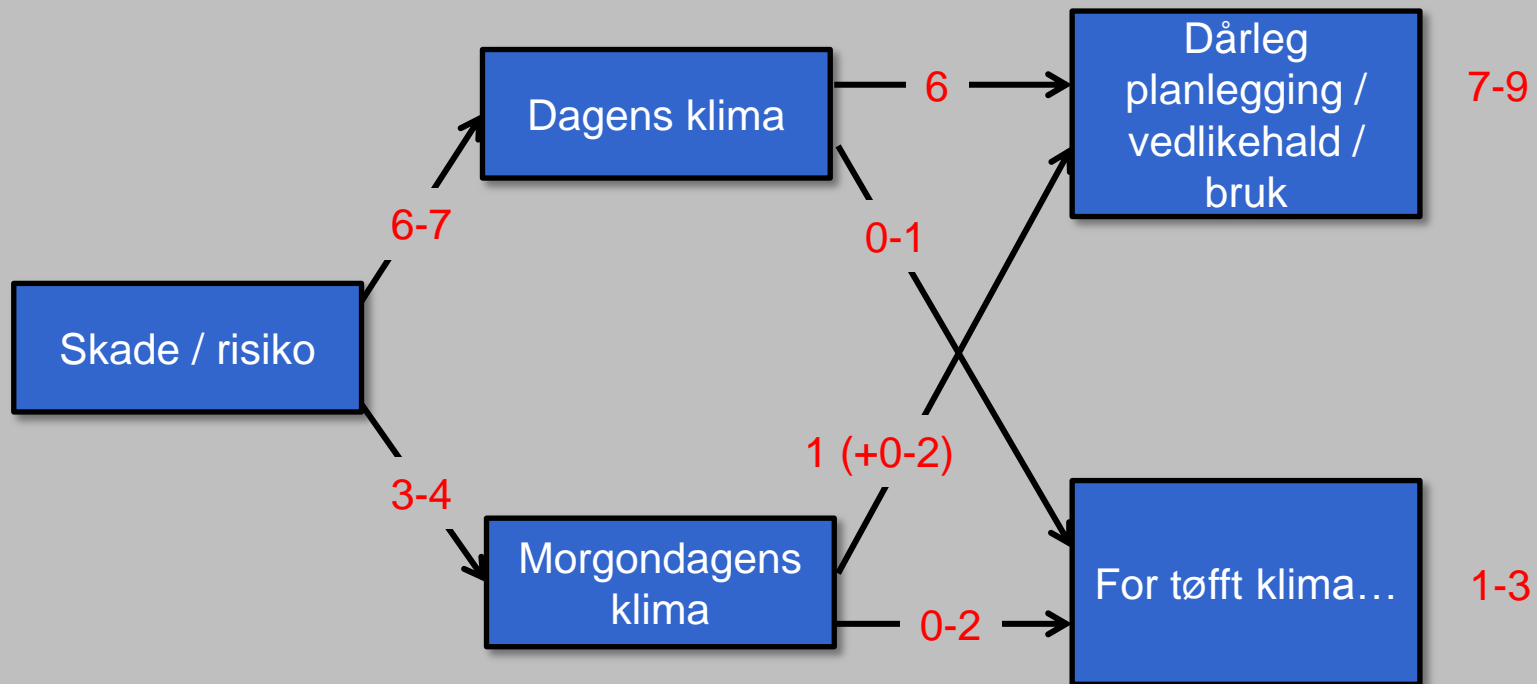 Dårleg
planlegging /
vedlikehald /
bruk
7-9
Dagens klima
6
6-7
0-1
Skade / risiko
1 (+0-2)
3-4
Morgondagens
klima
For tøfft klima…
1-3
0-2